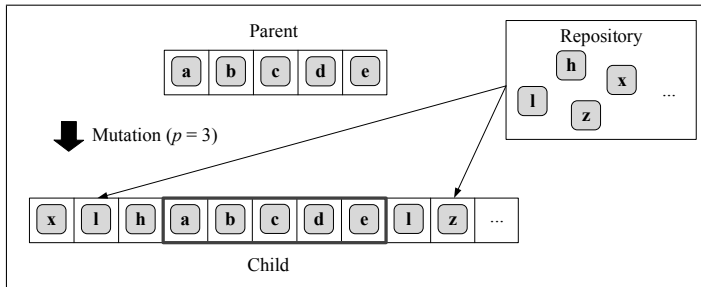 Parent
a b c d e
Repository
h
x
l
z
...
Mutation (p = 3)
x l h a b c d e l z ...
Child